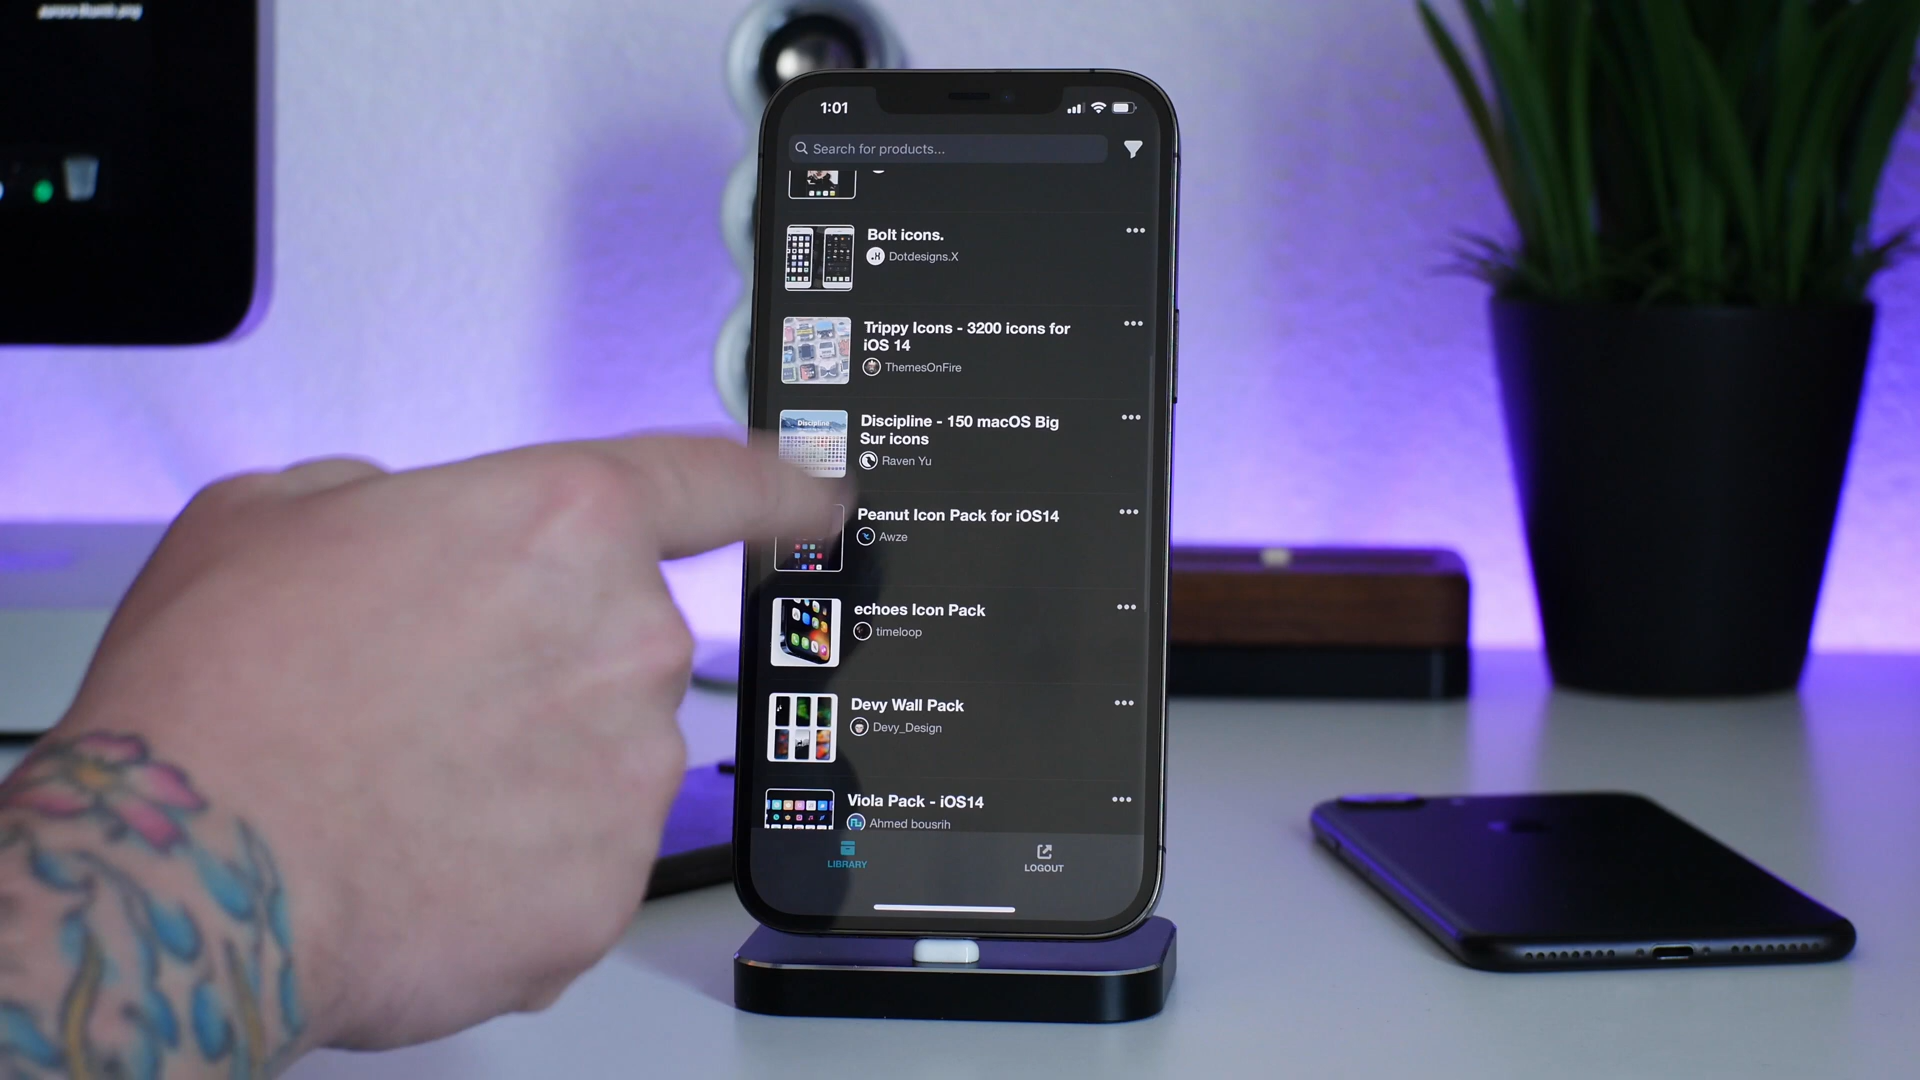 1:01
Search for products...
Bolt icons.
Dotdesigns.X
Trippy Icons - 3200 icons for
iOS 14
ThemesOnFire
Discipline
Discipline - 150 macOS Big
Sur icons
Raven Yu
Peanut Icon Pack for iOS14
Awze
echoes Icon Pack
timeloop
Devy Wall Pack
Devy_Design
Viola Pack - iOS14
Ahmed bousrih
LIBRARY
LOGOUT